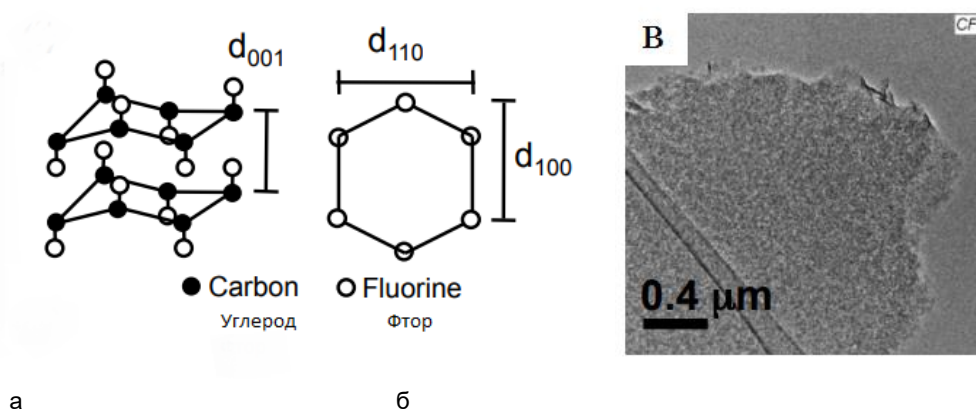 d001
d110
d100
Carbon
Fluorine
Углерод
Фтор
В
CF
0.4 µm
а
б